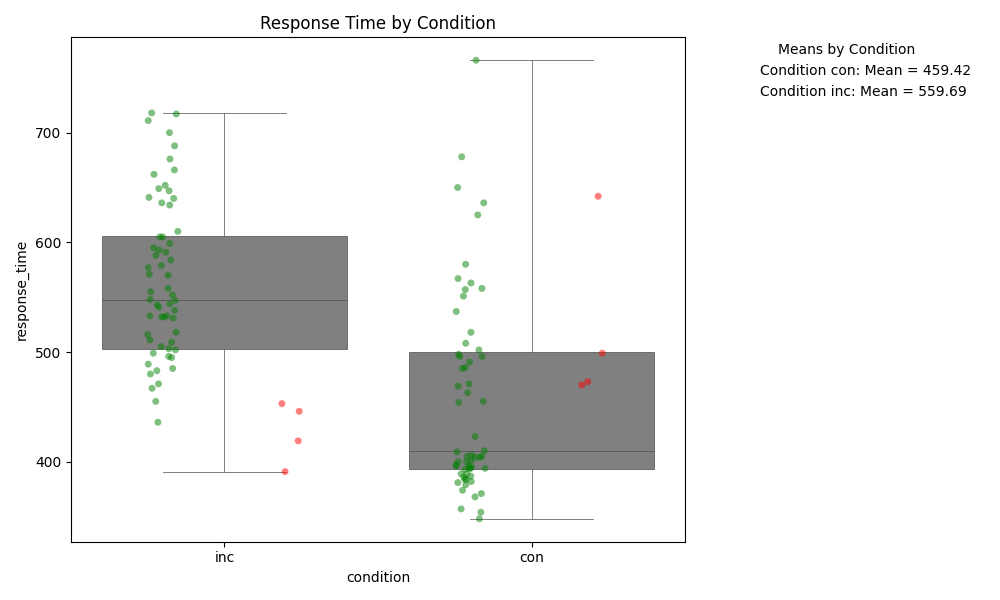 Response Time by Condition
Means by Condition
Condition con: Mean = 459.42
Condition inc: Mean = 559.69
700
600
500
400
response_time
inc con
condition